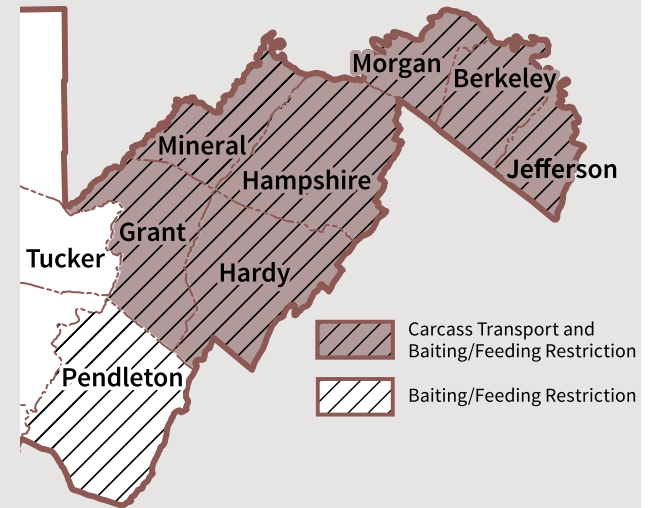 Morgan
Berkeley
Mineral
Hampshire
Jefferson
Grant
Tucker
Hardy
Carcass Transport and
Baiting/Feeding Restriction
Pendleton
Baiting/Feeding Restriction